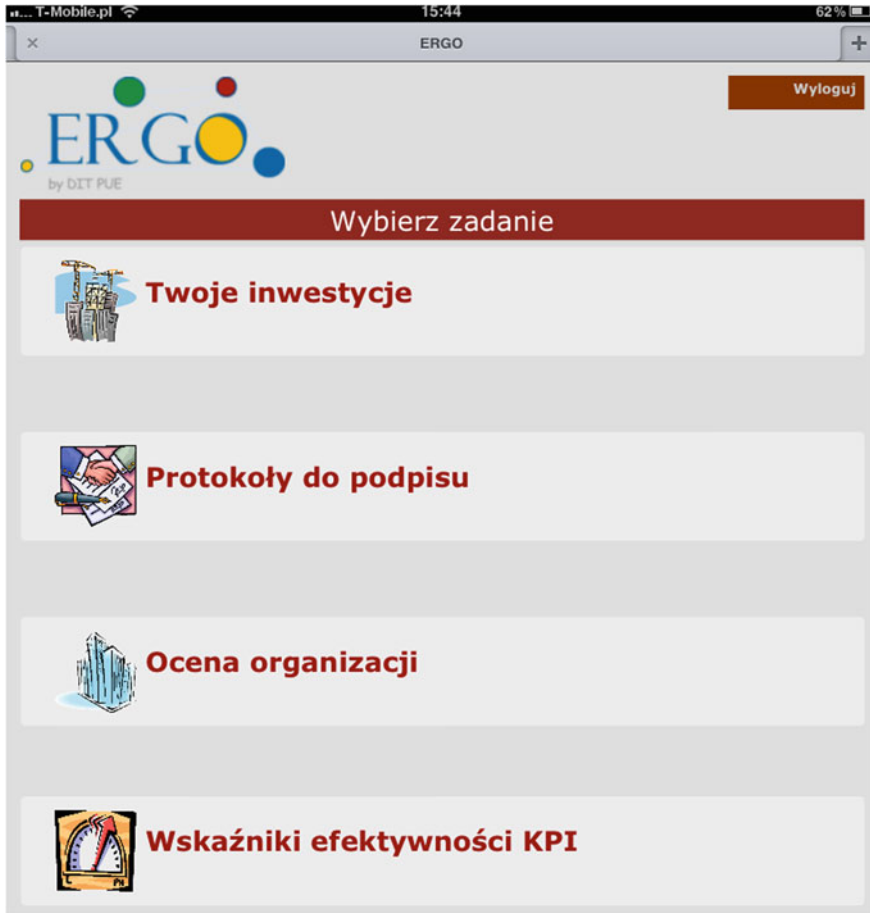 T-Mobile.pl
15:44
62%
ERGO
Wyloguj
ERGO
by DIT PUE
Wybierz zadanie
Twoje inwestycje
Protokoły do podpisu
Ocena organizacji
Wskaźniki efektywności KPI